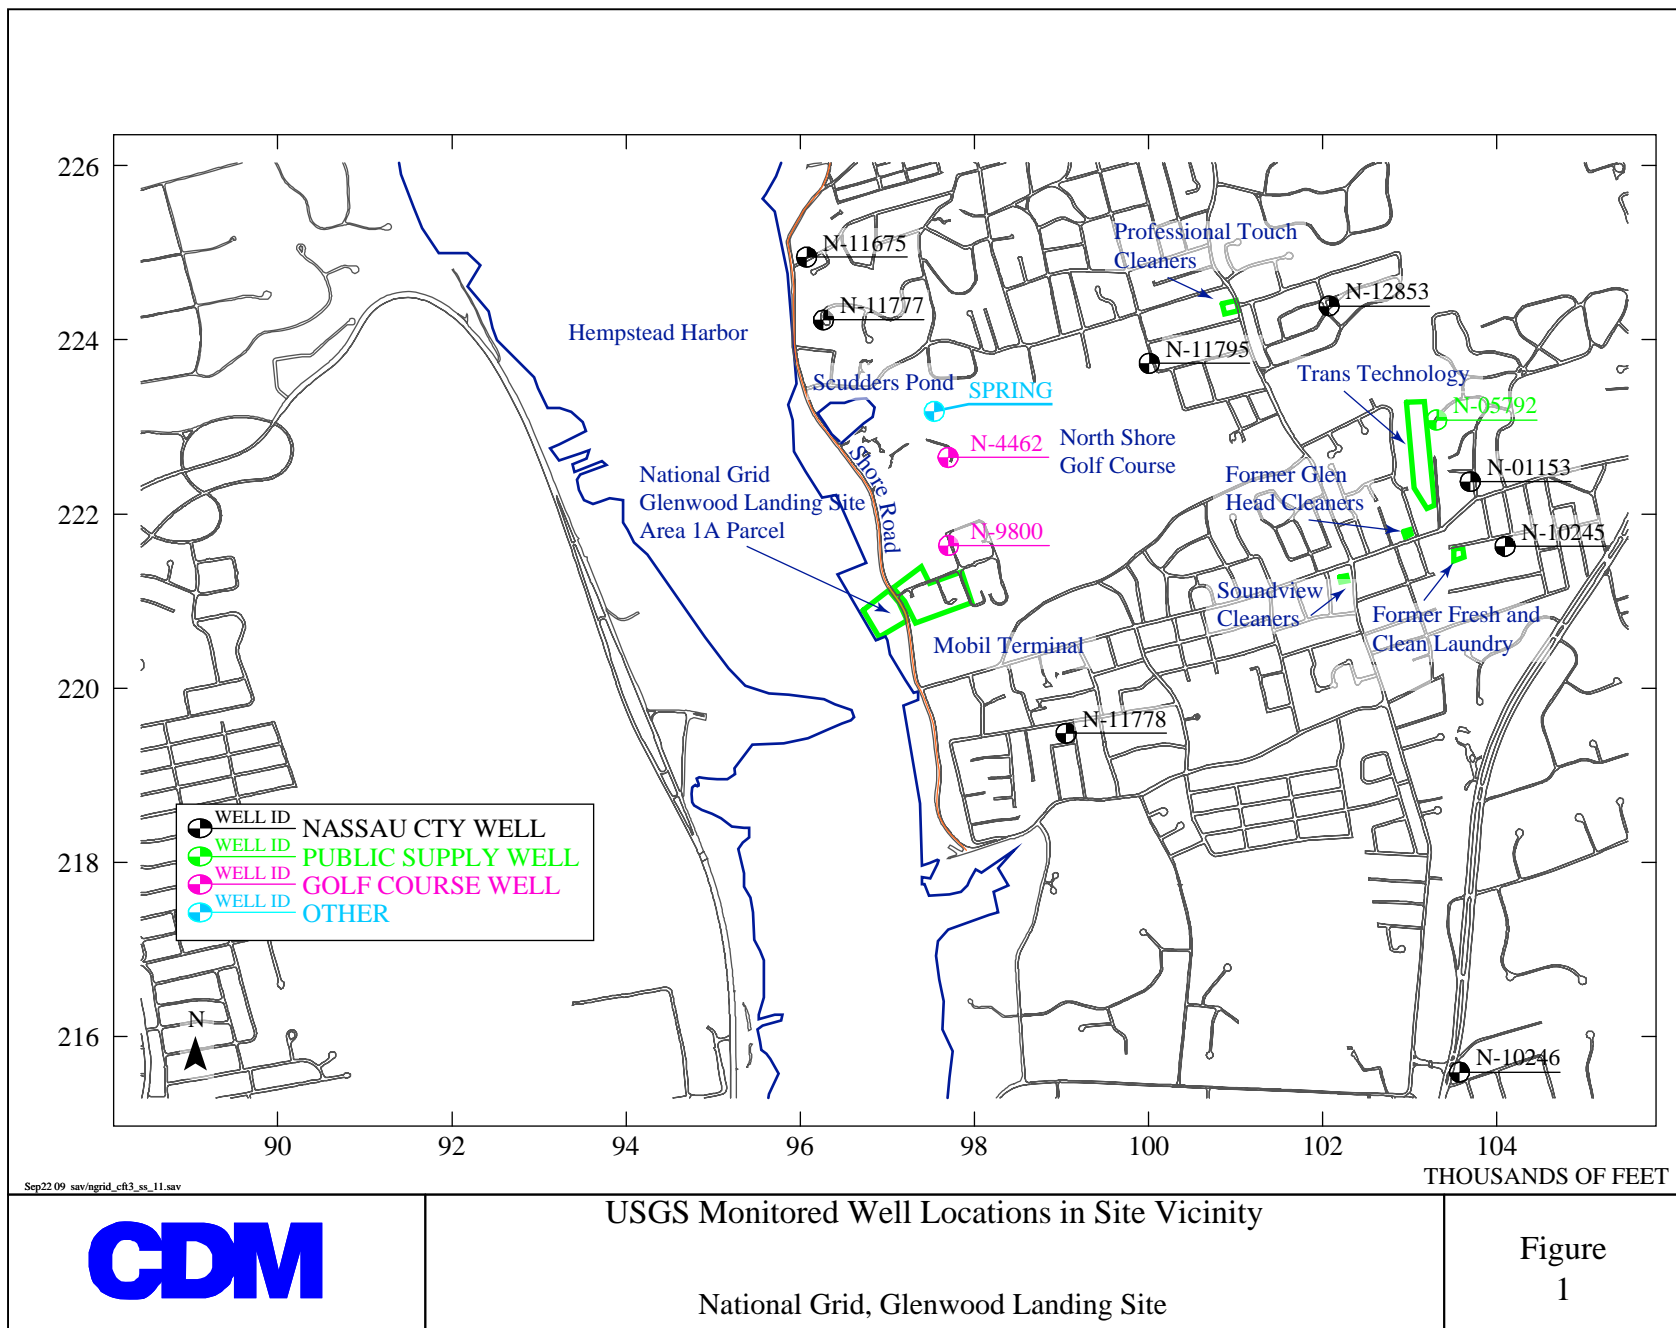 226
224
222
220
218
216
90
92
94
96
98
100
102
104
THOUSANDS OF FEET
N-11675
N-11777
Hempstead Harbor
Scudders Pond
SPRING
N-4462
North Shore
Golf Course
Shore Road
National Grid
Glenwood Landing Site
Area 1A Parcel
N-9800
Mobil Terminal
N-11778
Professional Touch
Cleaners
N-12853
N-11795
Trans Technology
N-05792
Former Glen
Head Cleaners
N-01153
N-10245
Soundview
Cleaners
Former Fresh and
Clean Laundry
N-10246
WELL ID NASSAU CTY WELL
WELL ID PUBLIC SUPPLY WELL
WELL ID GOLF COURSE WELL
WELL ID OTHER
N
Sep22 09 sav/ngrid_cft3_ss_11.sav
CDM
USGS Monitored Well Locations in Site Vicinity
National Grid, Glenwood Landing Site
Figure
1